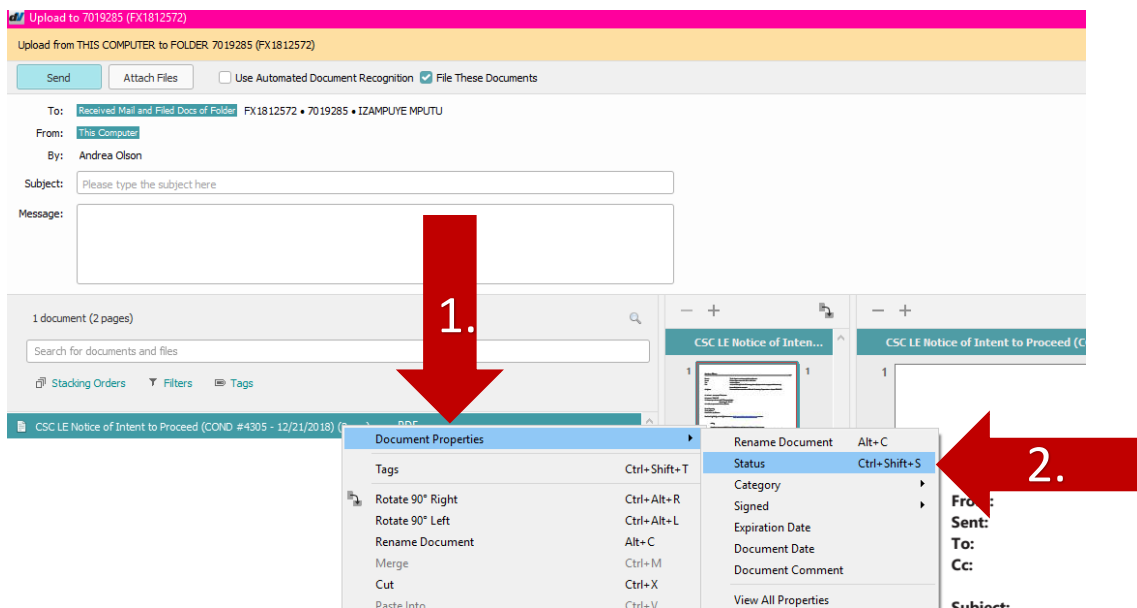 dV Upload to 7019285 (FX1812572)
Upload from THIS COMPUTER to FOLDER 7019285 (FX1812572)
Send Attach Files Use Automated Document Recognition File These Documents
To: Received Mail and Filed Docs of Folder FX1812572 • 7019285 • IZAMPUYE MPUTU
From: This Computer
By: Andrea Olson
Subject: Please type the subject here
Message:
1.
1 document (2 pages)
Search for documents and files
Stacking Orders Filters Tags
CSC LE Notice of Inten...
CSC LE Notice of Intent to Proceed (C
1 1
1
CSC LE Notice of Intent to Proceed (COND #4305 - 12/21/2018)
Document Properties
Tags Ctrl+Shift+T
Rotate 90° Right Ctrl+Alt+R
Rotate 90° Left Ctrl+Alt+L
Rename Document Alt+C
Merge Ctrl+M
Cut Ctrl+X
Paste Into Ctrl+V
Rename Document Alt+C
Status Ctrl+Shift+S
Category
Signed
Expiration Date
Document Date
Document Comment
View All Properties
2.
From:
Sent:
To:
Cc:
Subject: